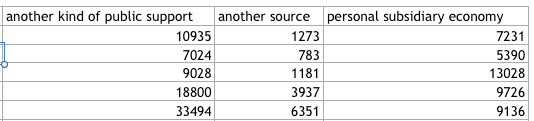 another kind of public support another source personal subsidiary economy
10935 1273 7231
7024 783 5390
9028 1181 13028
18800 3937 9726
33494 6351 9136